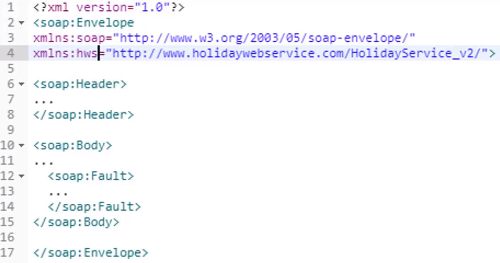 1 <?xml version="1.0"?>
2 <soap:Envelope
3 xmlns:soap="http://www.w3.org/2003/05/soap-envelope/"
4 xmlns:hws="http://www.holidaywebservice.com/HolidayService_v2/">
5
6 <soap:Header>
7 ...
8 </soap:Header>
9
10 <soap:Body>
11 ...
12 <soap:Fault>
13 ...
14 </soap:Fault>
15 </soap:Body>
16
17 </soap:Envelope>